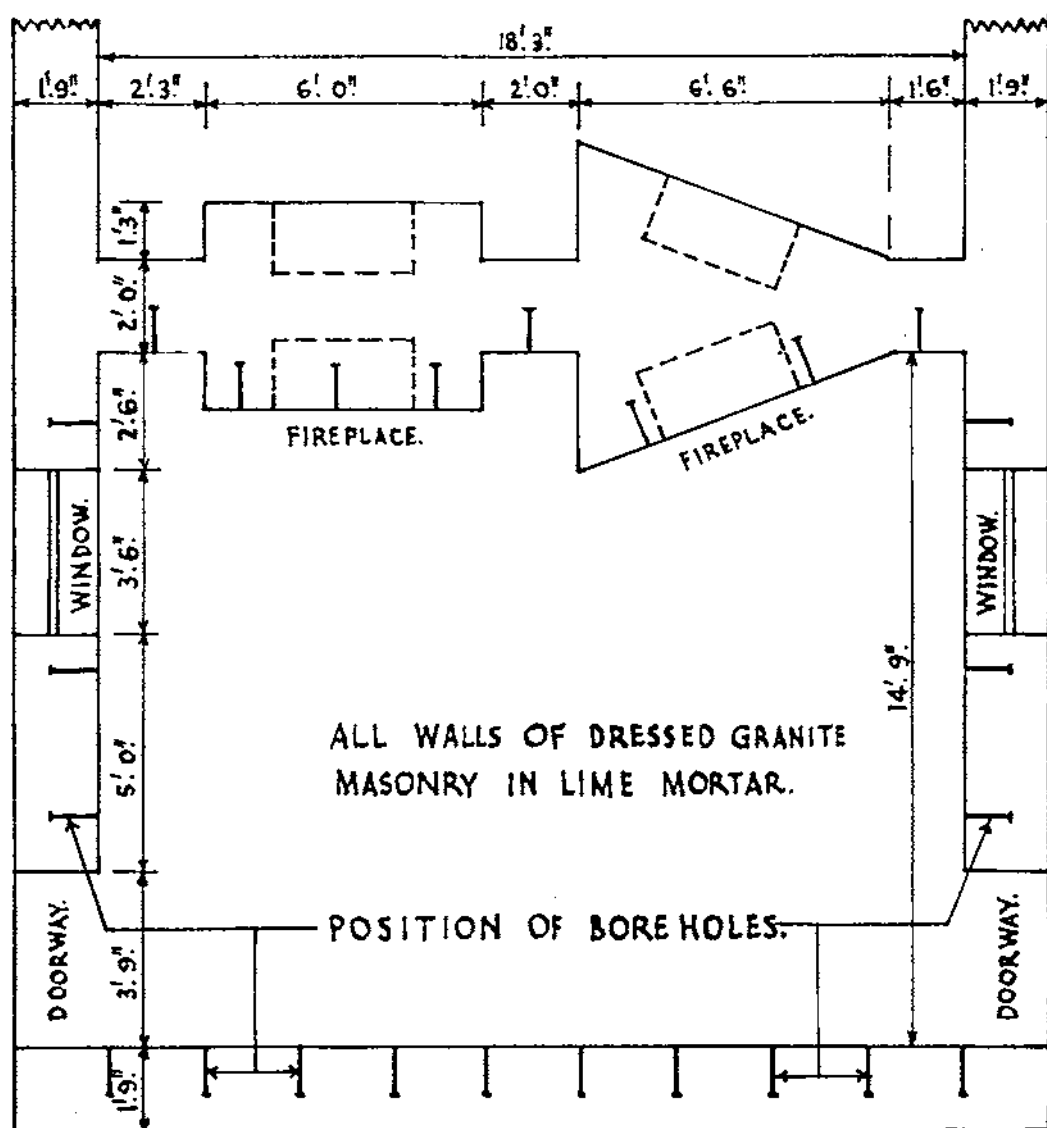 18'.3"
1'.9"
2'.3"
6'.0"
2'.0"
6'.6"
1'.6"
1'.9"
1'.3"
2'.0"
2'.6"
FIREPLACE.
FIREPLACE.
WINDOW.
3'.6"
WINDOW.
5'.0"
14'.9"
ALL WALLS OF DRESSED GRANITE
MASONRY IN LIME MORTAR.
DOORWAY.
3'.9"
POSITION OF BOREHOLES.
DOORWAY.
1'.9"